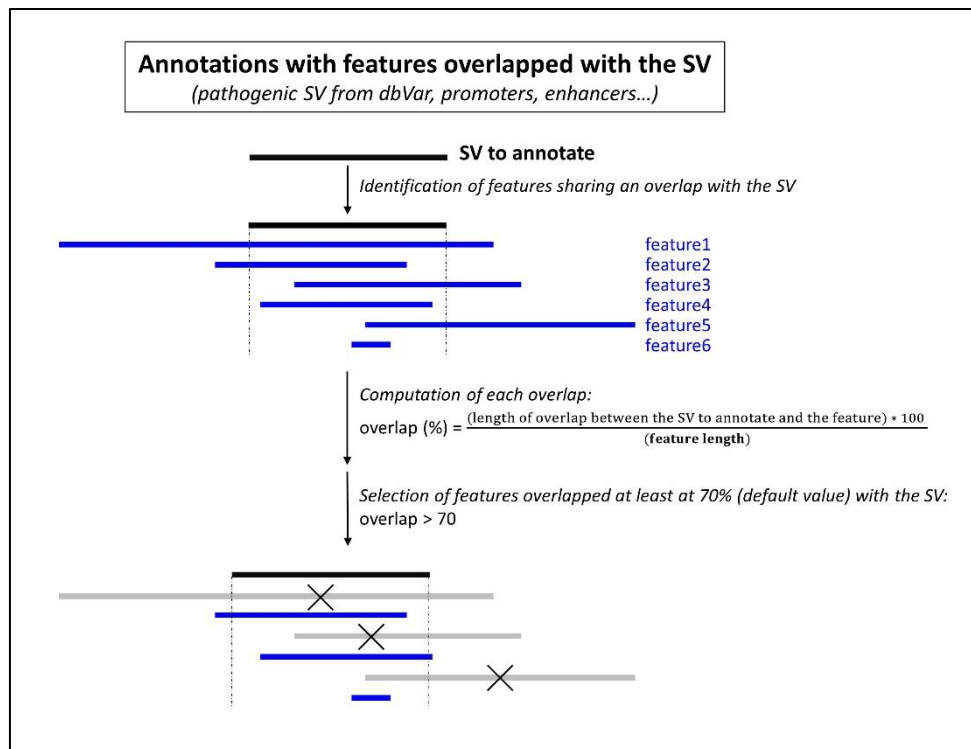 Annotations with features overlapped with the SV
(pathogenic SV from dbVar, promoters, enhancers...)
SV to annotate
Identification of features sharing an overlap with the SV
feature1
feature2
feature3
feature4
feature5
feature6
Computation of each overlap:
overlap (%) = (length of overlap between the SV to annotate and the feature) * 100
(feature length)
Selection of features overlapped at least at 70% (default value) with the SV:
overlap > 70